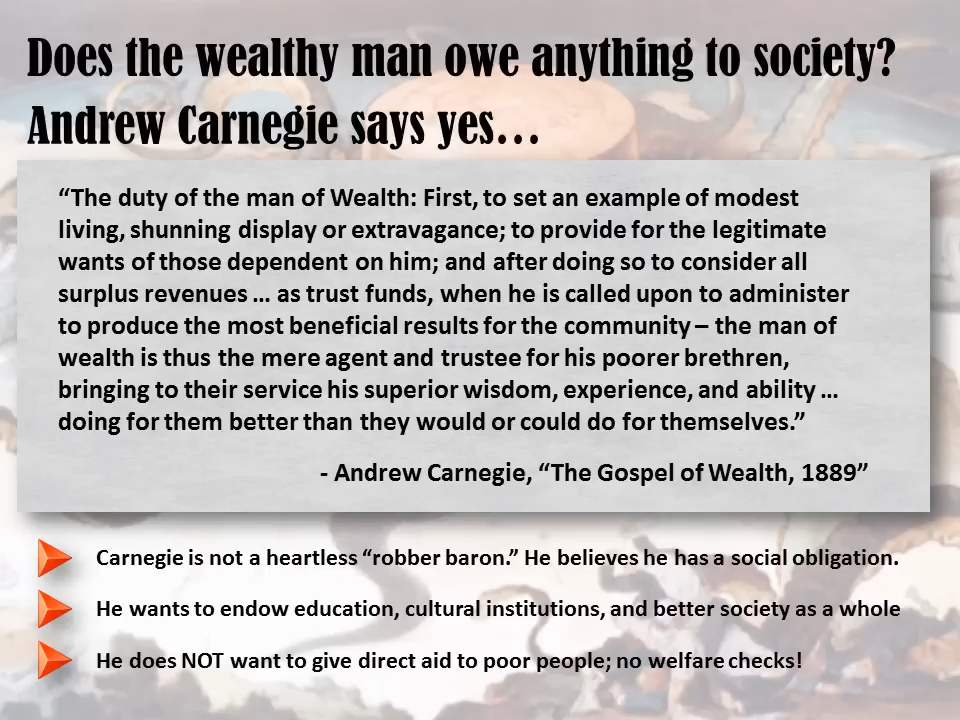 Does the wealthy man owe anything to society?
Andrew Carnegie says yes…
“The duty of the man of Wealth: First, to set an example of modest
living, shunning display or extravagance; to provide for the legitimate
wants of those dependent on him; and after doing so to consider all
surplus revenues … as trust funds, when he is called upon to administer
to produce the most beneficial results for the community – the man of
wealth is thus the mere agent and trustee for his poorer brethren,
bringing to their service his superior wisdom, experience, and ability …
doing for them better than they would or could do for themselves.”
- Andrew Carnegie, “The Gospel of Wealth, 1889”
Carnegie is not a heartless “robber baron.” He believes he has a social obligation.
He wants to endow education, cultural institutions, and better society as a whole
He does NOT want to give direct aid to poor people; no welfare checks!